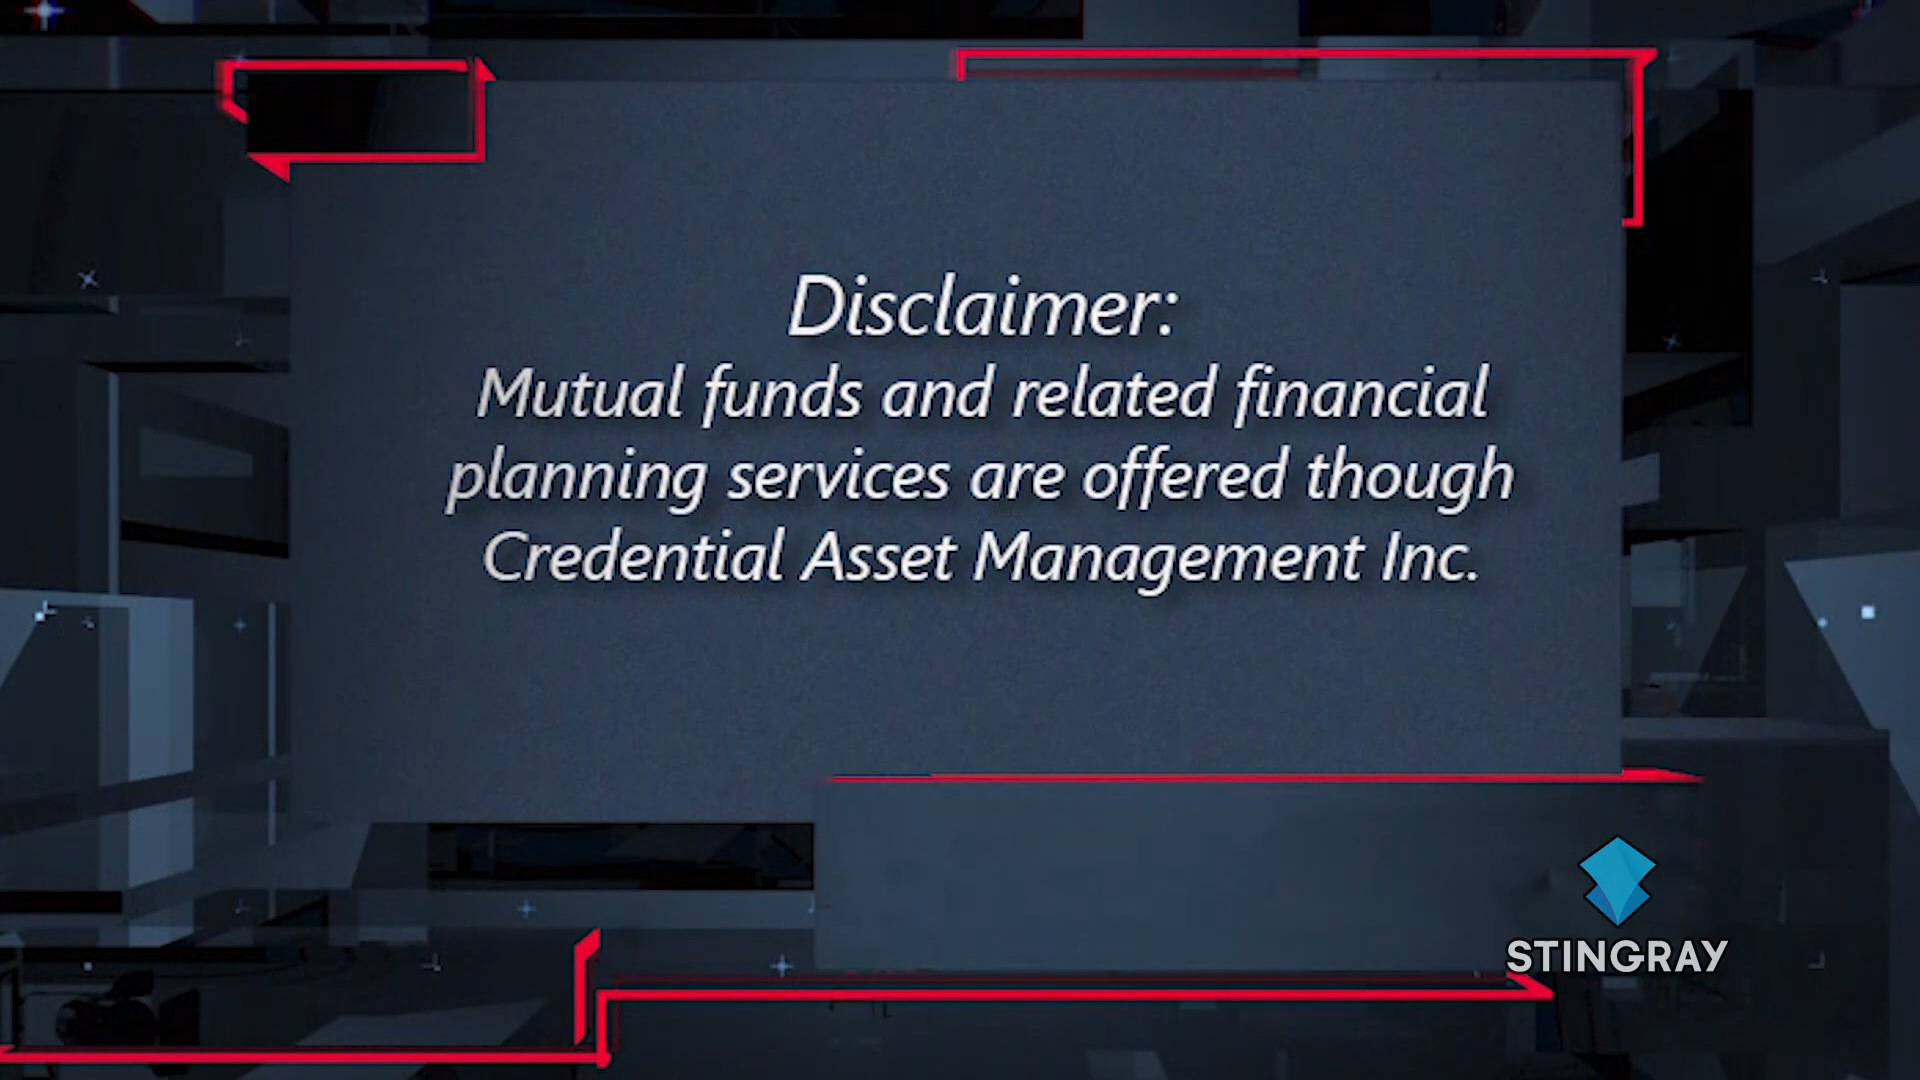 Disclaimer:
Mutual funds and related financial
planning services are offered though
Credential Asset Management Inc.
STINGRAY